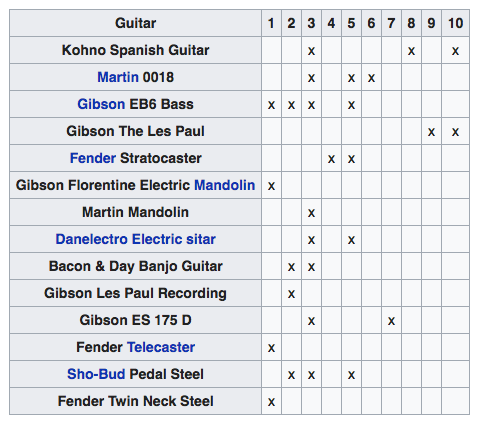 Guitar 1 2 3 4 5 6 7 8 9 10
Kohno Spanish Guitar x x x
Martin 0018 x x x
Gibson EB6 Bass x x x x
Gibson The Les Paul x x
Fender Stratocaster x x
Gibson Florentine Electric Mandolin x
Martin Mandolin x
Danelectro Electric sitar x x
Bacon & Day Banjo Guitar x x
Gibson Les Paul Recording x
Gibson ES 175 D x x
Fender Telecaster x
Sho-Bud Pedal Steel x x x
Fender Twin Neck Steel x